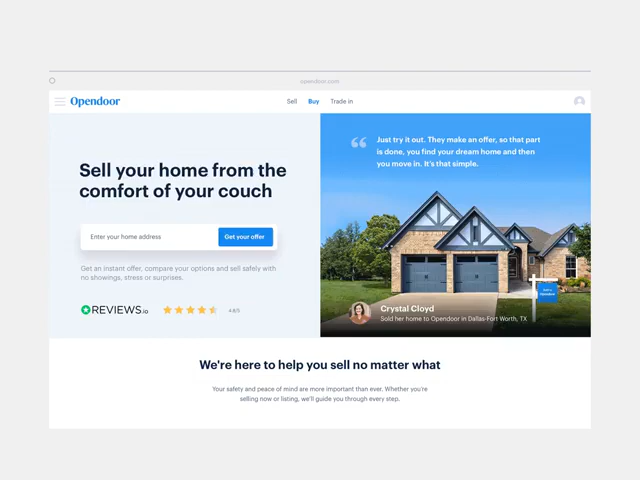 opendoor.com
Opendoor
Sell Buy Trade in
Sell your home from the
comfort of your couch
Enter your home address
Get your offer
Get an instant offer, compare your options and sell safely with
no showings, stress or surprises.
REVIEWS.io
4.6/5
“ Just try it out. They make an offer, so that part
is done, you find your dream home and then
you move in. It's that simple.
Crystal Cloyd
Sold her home to Opendoor in Dallas-Fort Worth, TX
We're here to help you sell no matter what
Your safety and peace of mind are more important than ever. Whether you're
selling now or listing, we'll guide you through every step.